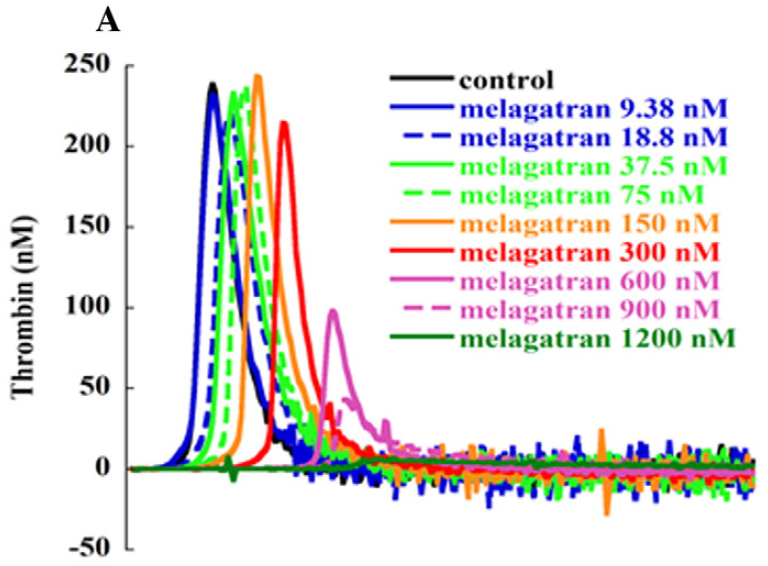 A
250
200
150
100
50
0
-50
Thrombin (nM)
control
melagatran 9.38 nM
melagatran 18.8 nM
melagatran 37.5 nM
melagatran 75 nM
melagatran 150 nM
melagatran 300 nM
melagatran 600 nM
melagatran 900 nM
melagatran 1200 nM